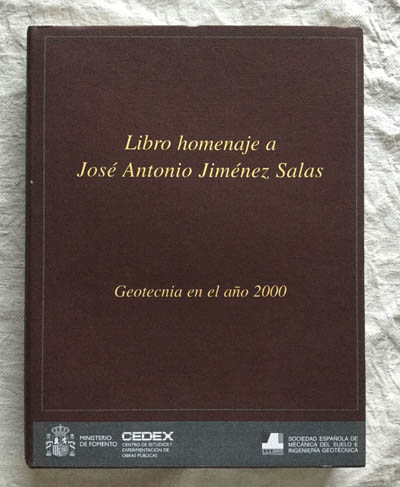 Libro homenaje a
José Antonio Jiménez Salas
Geotecnia en el año 2000
MINISTERIO
DE FOMENTO
CEDEX
CENTRO DE ESTUDIOS Y
EXPERIMENTACIÓN DE
OBRAS PÚBLICAS
SOCIEDAD ESPAÑOLA DE
MECÁNICA DEL SUELO E
INGENIERÍA GEOTÉCNICA